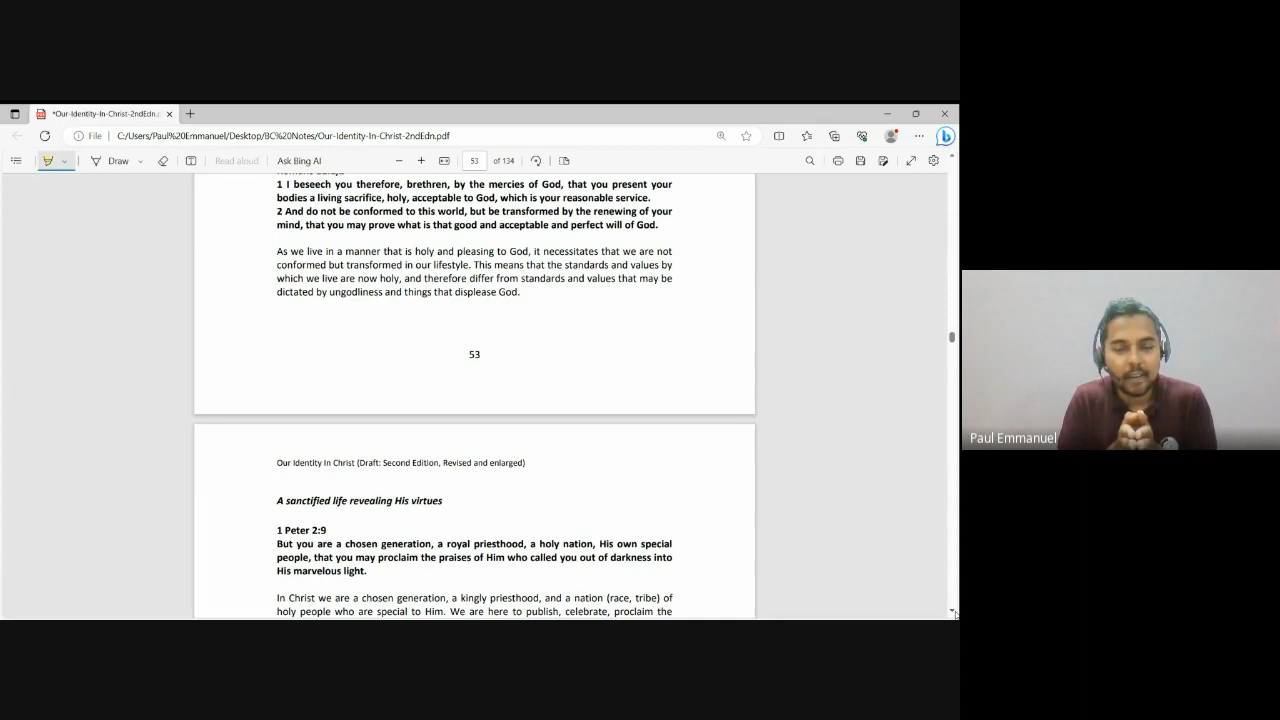 *Our-Identity-In-Christ-2ndEdn.
File
C:/Users/Paul%20Emmanuel/Desktop/BC%20Notes/Our-Identity-In-Christ-2ndEdn.pdf
Draw
Read aloud
Ask Bing AI
53
of 134
1 I beseech you therefore, brethren, by the mercies of God, that you present your
bodies a living sacrifice, holy, acceptable to God, which is your reasonable service.
2 And do not be conformed to this world, but be transformed by the renewing of your
mind, that you may prove what is that good and acceptable and perfect will of God.
As we live in a manner that is holy and pleasing to God, it necessitates that we are not
conformed but transformed in our lifestyle. This means that the standards and values by
which we live are now holy, and therefore differ from standards and values that may be
dictated by ungodliness and things that displease God.
53
Our Identity In Christ (Draft: Second Edition, Revised and enlarged)
A sanctified life revealing His virtues
1 Peter 2:9
But you are a chosen generation, a royal priesthood, a holy nation, His own special
people, that you may proclaim the praises of Him who called you out of darkness into
His marvelous light.
In Christ we are a chosen generation, a kingly priesthood, and a nation (race, tribe) of
holy people who are special to Him. We are here to publish, celebrate, proclaim the
Paul Emmanuel